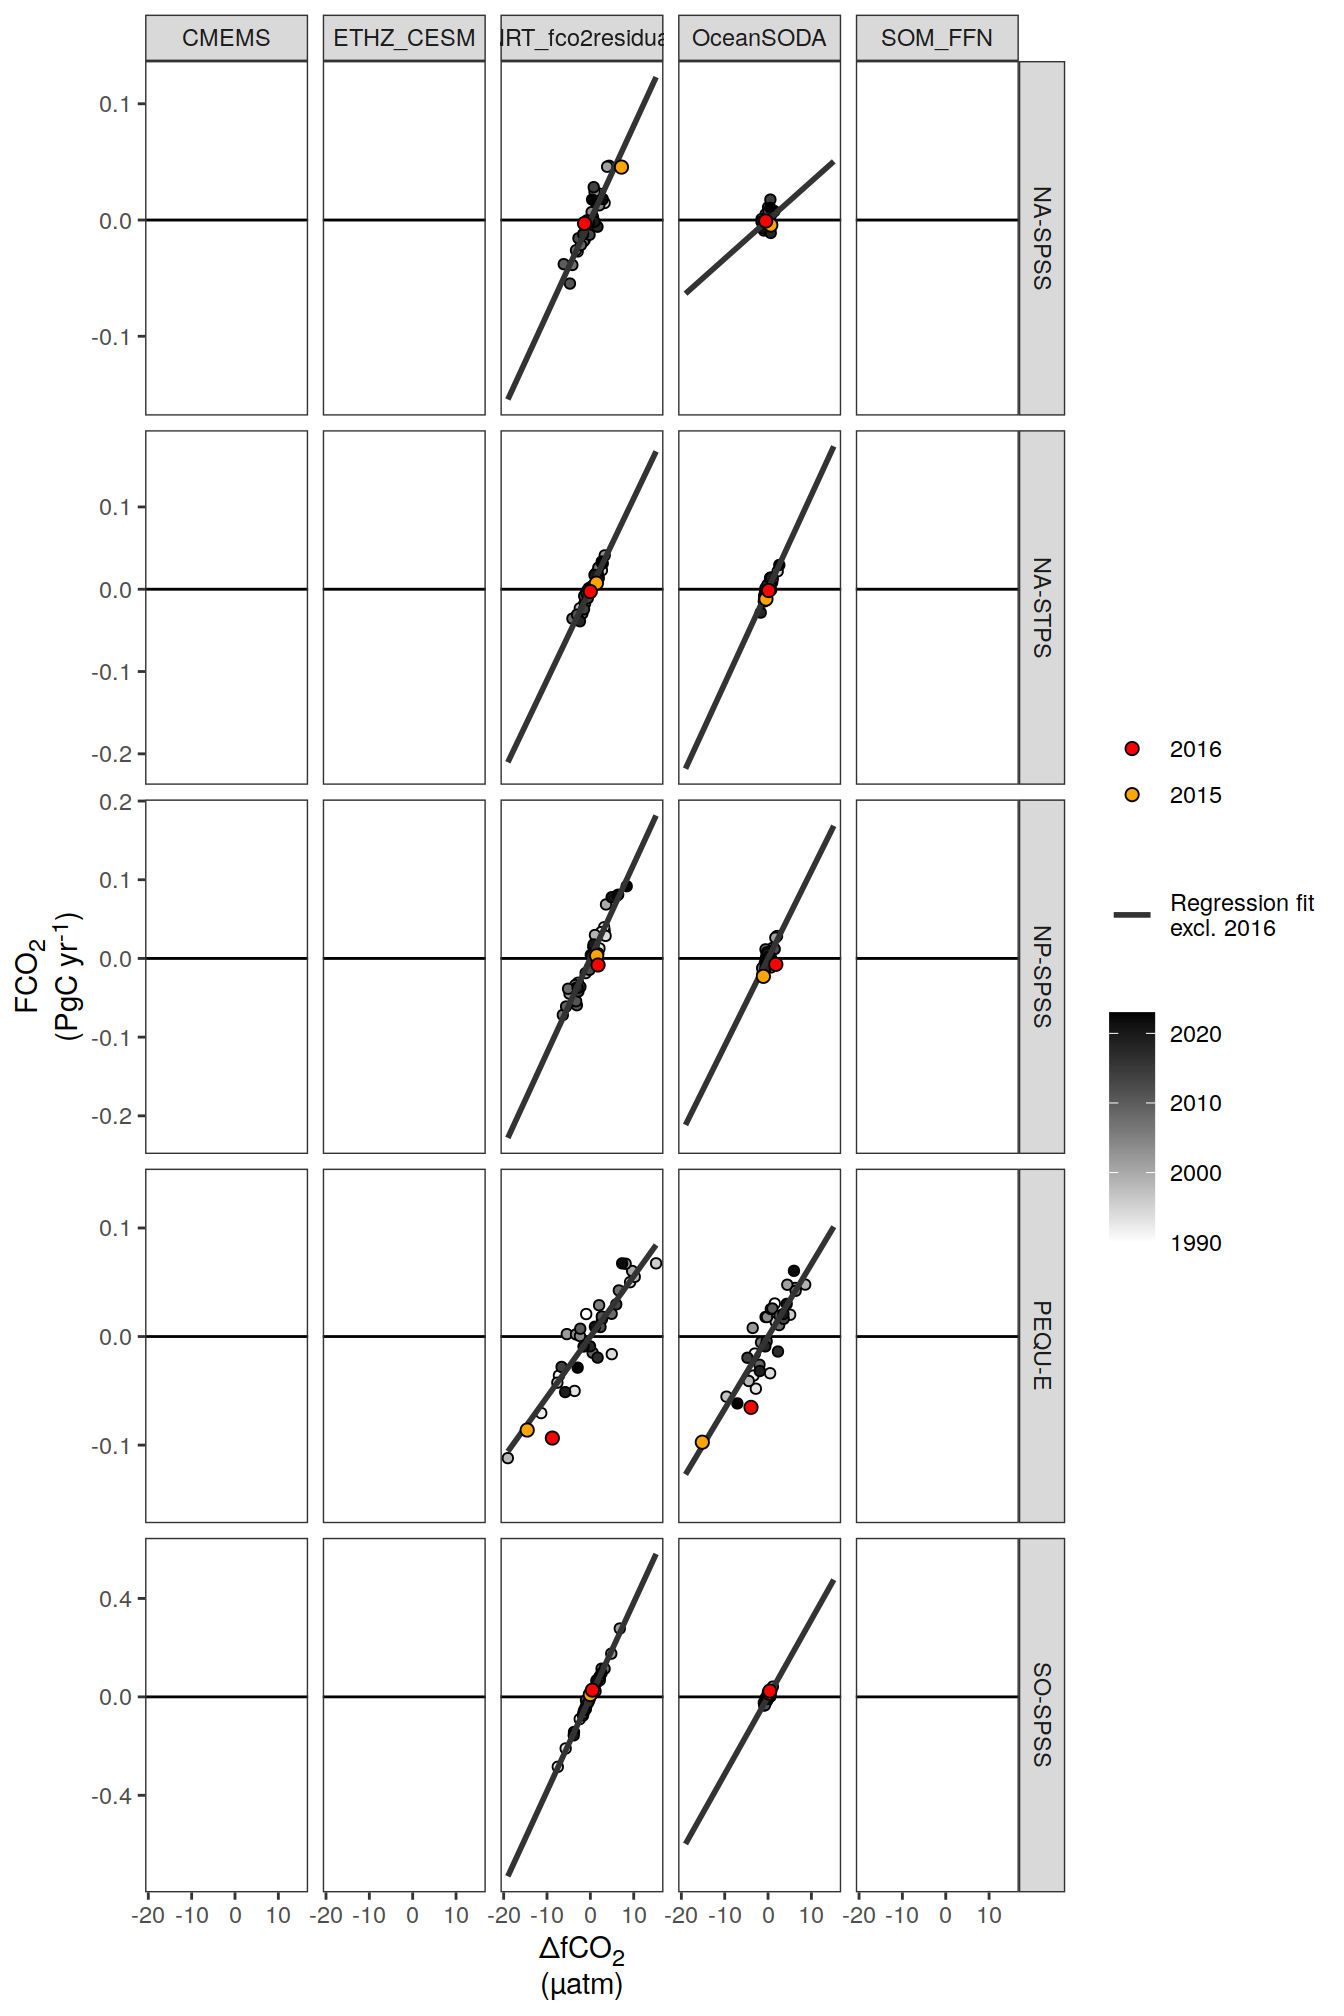 CMEMS ETHZ_CESM NRT_fco2residual OceanSODA SOM_FFN
0.1
0.0
-0.1
NA-SPSS
0.1
0.0
-0.1
-0.2
NA-STPS
0.2
0.1
0.0
-0.1
-0.2
NP-SPSS
0.1
0.0
-0.1
PEQU-E
0.4
0.0
-0.4
SO-SPSS
-20 -10 0 10 -20 -10 0 10 -20 -10 0 10 -20 -10 0 10 -20 -10 0 10
ΔfCO2
(µatm)
FCO2
(PgC yr-1)
2016
2015
Regression fit
excl. 2016
2020
2010
2000
1990